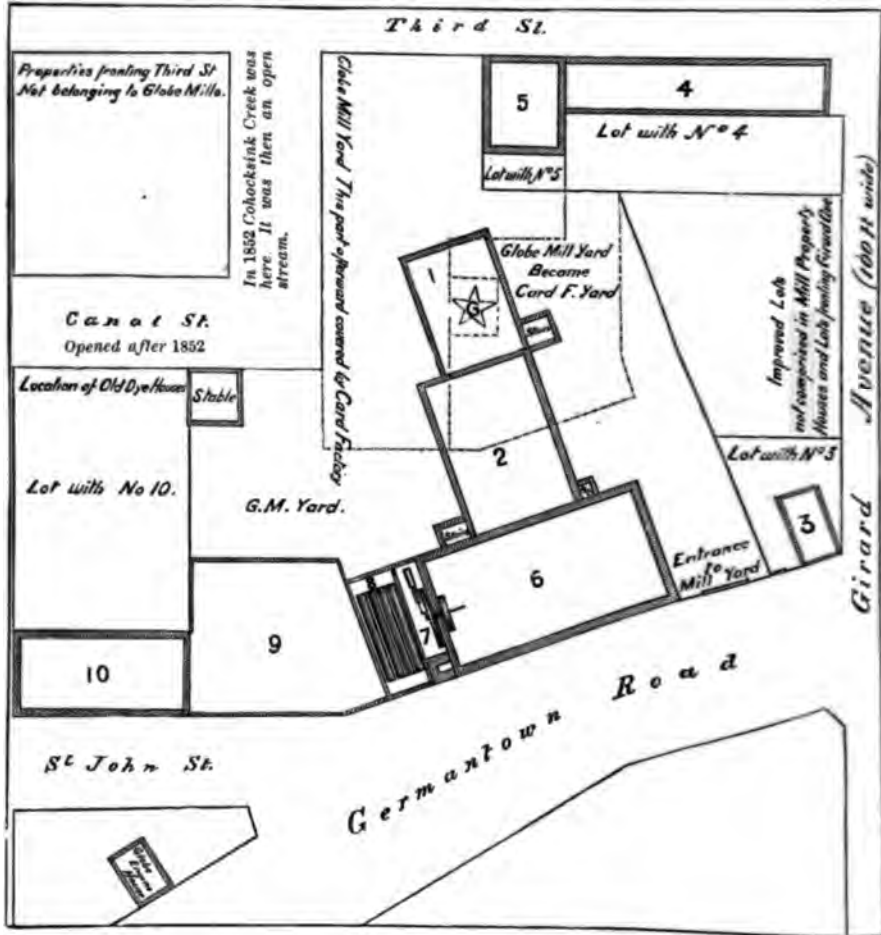 Third St.
Properties fronting Third St
Not belonging to Globe Mills.
In 1852 Cohocksink Creek was
here. It was then an open
stream.
Globe Mill Yard This part afterward covered by Card Factory
5
4
Lot with No 4
Lot with No 5
Girard Avenue (100 ft wide)
1
G
Globe Mill Yard
Became
Card F. Yard
Improved Lots
not comprised in Mill Property
Houses and Lots fronting Girard Ave
Canal St.
Opened after 1852
Location of Old Dye Houses
Stable
Lot with No 10.
G.M. Yard.
2
Lot with No 3
3
Entrance
to
Mill Yard
6
7
9
10
St John St.
Germantown Road
Globe
Engine
House